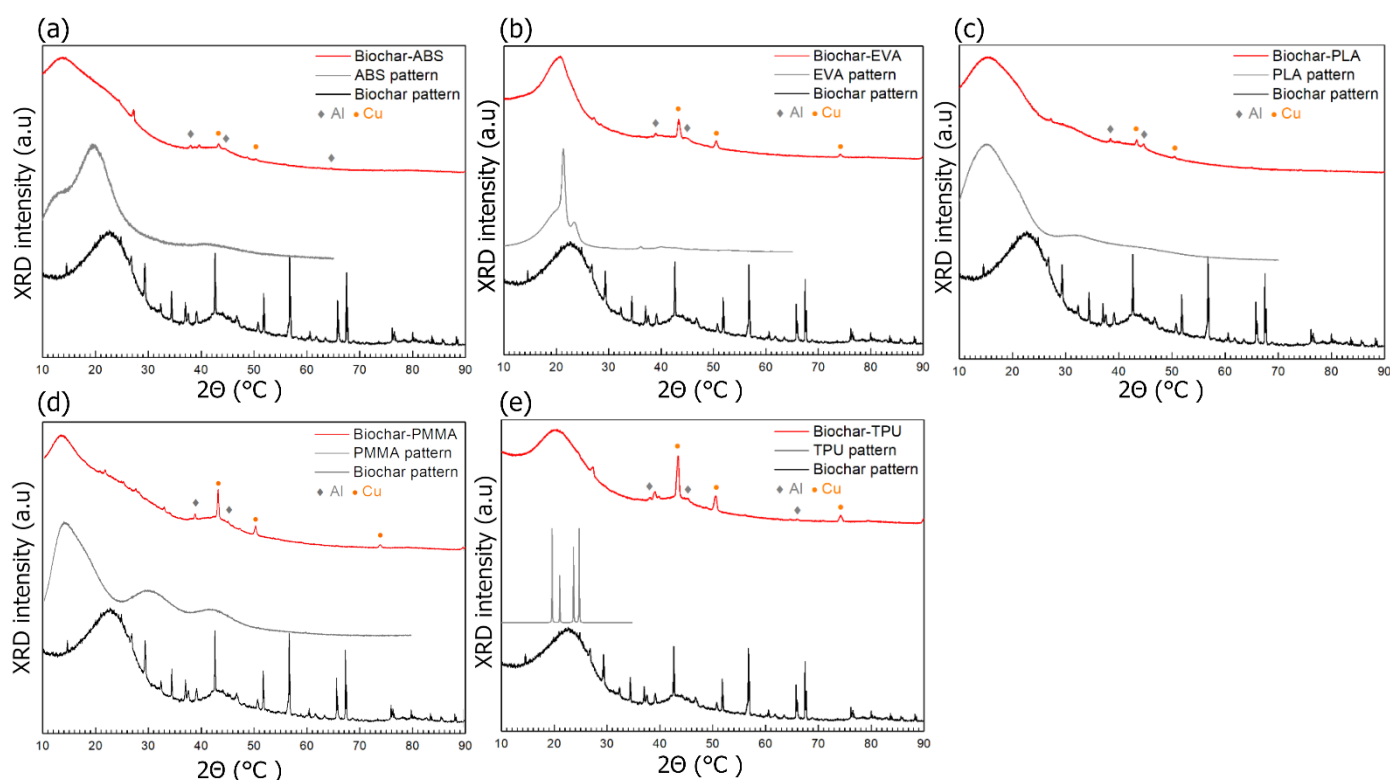 (a)
XRD intensity (a.u)
Biochar-ABS
ABS pattern
Biochar pattern
Al Cu
10 20 30 40 50 60 70 80 90
2Θ (°C)
(b)
XRD intensity (a.u)
Biochar-EVA
EVA pattern
Biochar pattern
Al Cu
10 20 30 40 50 60 70 80 90
2Θ (°C)
(c)
XRD intensity (a.u)
Biochar-PLA
PLA pattern
Biochar pattern
Al Cu
10 20 30 40 50 60 70 80 90
2Θ (°C)
(d)
XRD intensity (a.u)
Biochar-PMMA
PMMA pattern
Biochar pattern
Al Cu
10 20 30 40 50 60 70 80 90
2Θ (°C)
(e)
XRD intensity (a.u)
Biochar-TPU
TPU pattern
Biochar pattern
Al Cu
10 20 30 40 50 60 70 80 90
2Θ (°C)